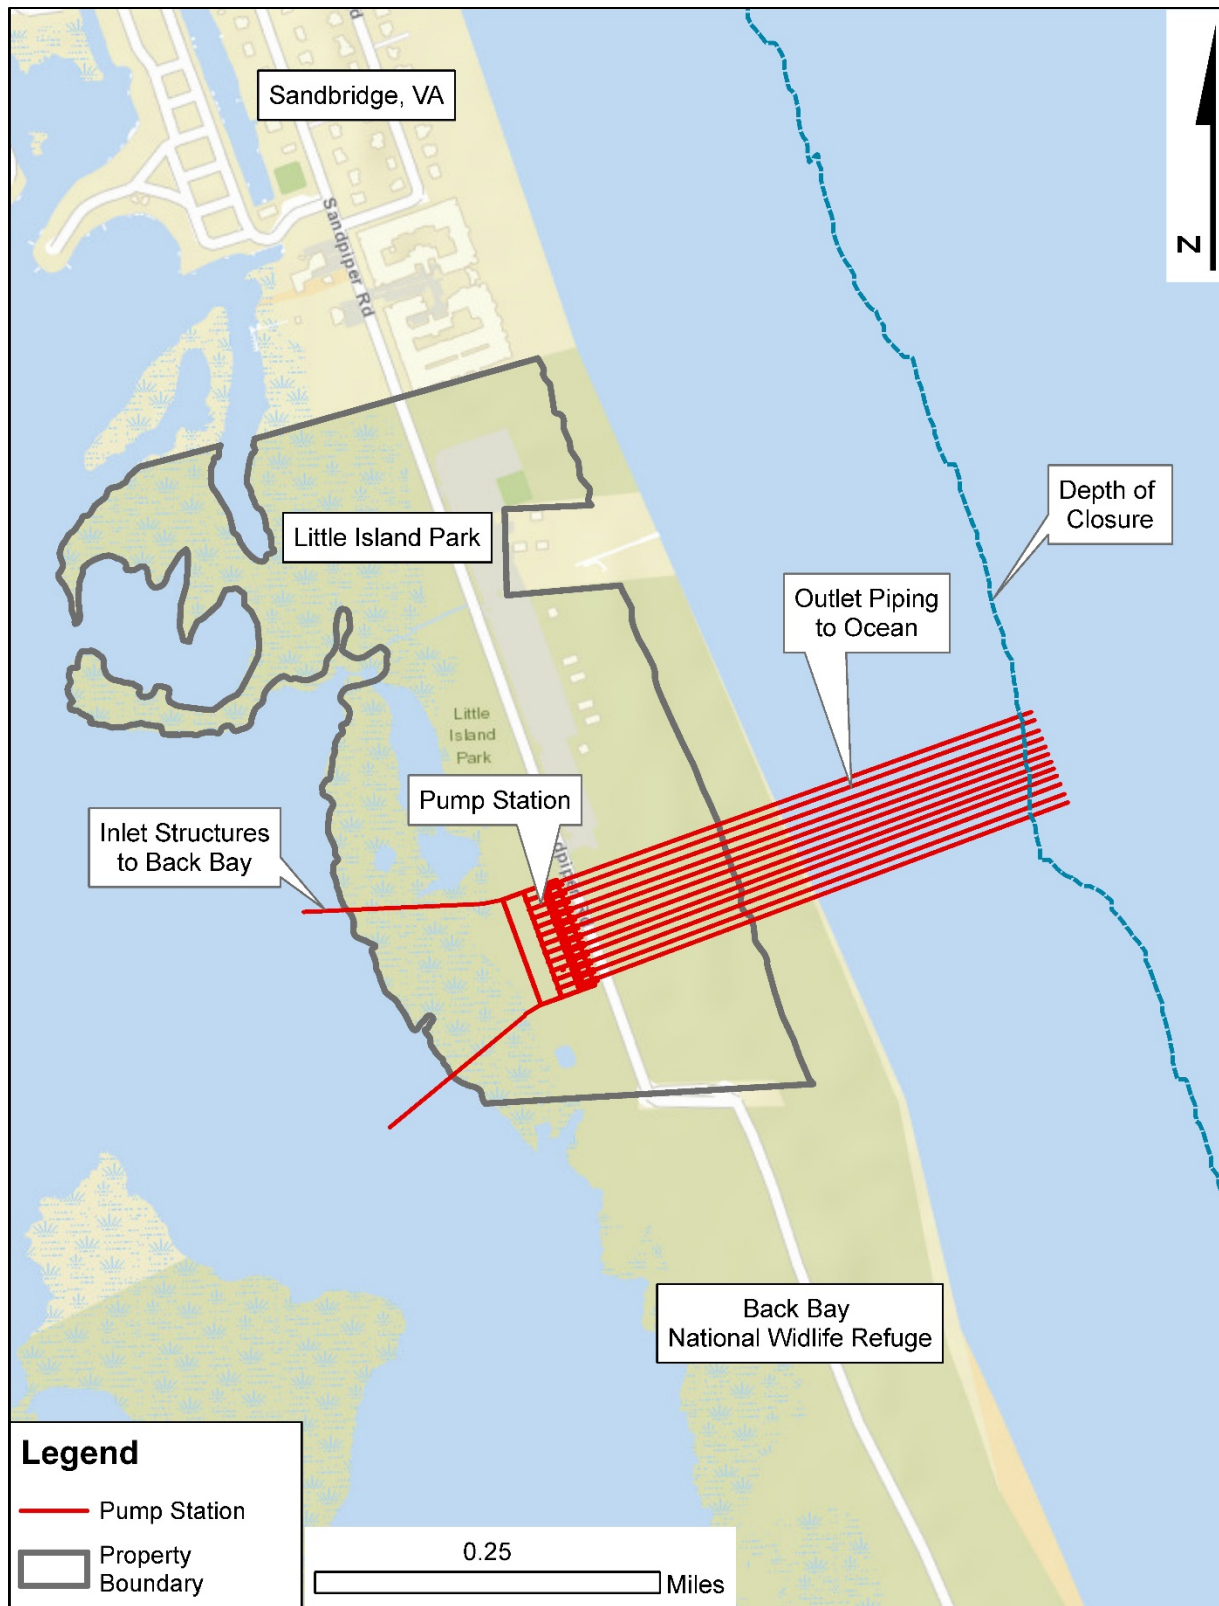 d
Sandbridge, VA
N
Sandpiper Rd
Depth of
Closure
Little Island Park
Outlet Piping
to Ocean
Little
Island
Park
Pump Station
Inlet Structures
to Back Bay
dpiper R
Back Bay
National Widlife Refuge
Legend
Pump Station
Property
Boundary
0.25
Miles